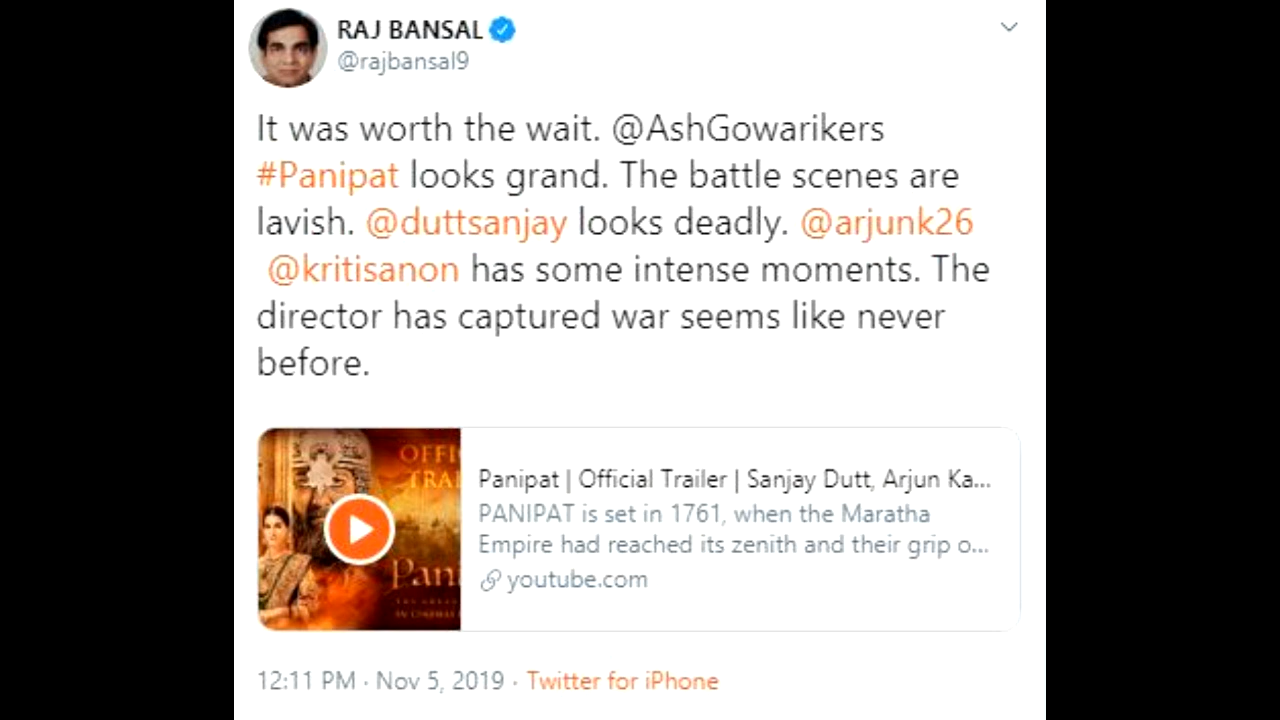 RAJ BANSAL
@rajbansal9
It was worth the wait. @AshGowarikers
#Panipat looks grand. The battle scenes are
lavish. @duttsanjay looks deadly. @arjunk26
@kritisanon has some intense moments. The
director has captured war seems like never
before.
OFFI
TRAI
Pani
Panipat | Official Trailer | Sanjay Dutt, Arjun Ka...
PANIPAT is set in 1761, when the Maratha
Empire had reached its zenith and their grip o...
youtube.com
12:11 PM · Nov 5, 2019 · Twitter for iPhone